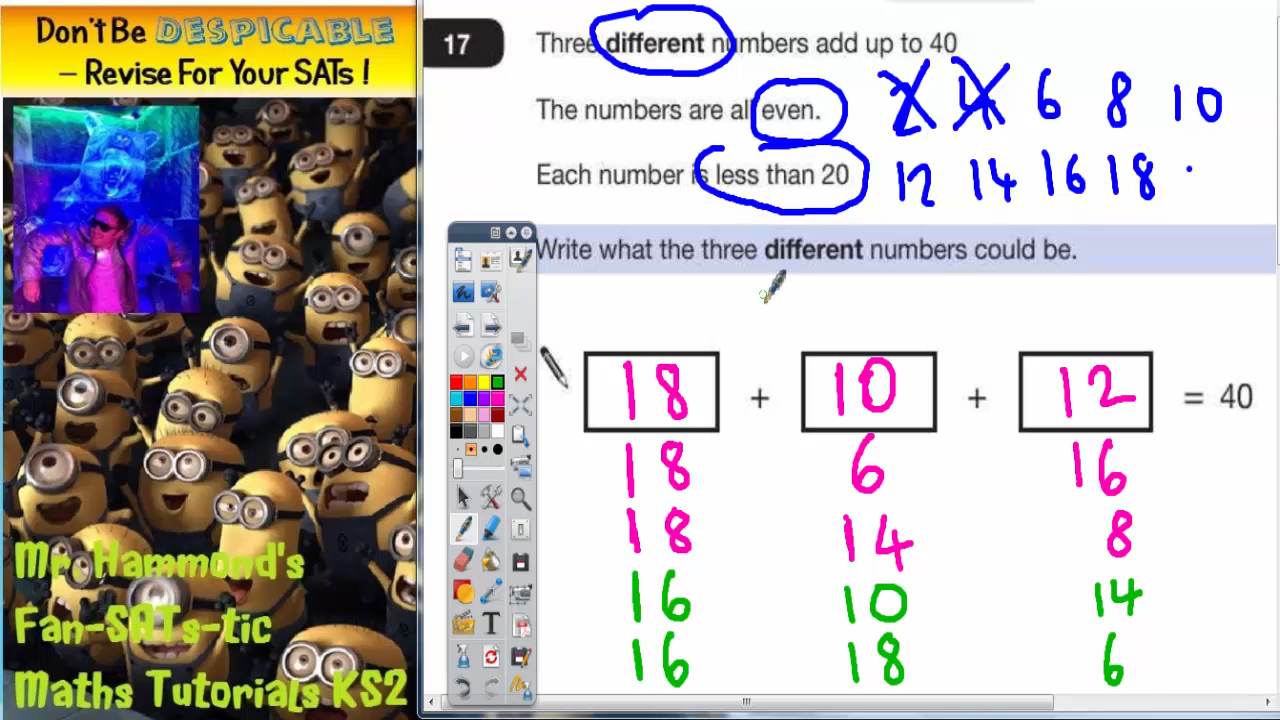 Don't Be DESPICABLE
– Revise For Your SATs !
17
Three different numbers add up to 40
The numbers are all even.
2 4 6 8 10
Each number is less than 20
12 14 16 18
Write what the three different numbers could be.
18 + 10 + 12 = 40
18 6 16
18 14 8
16 10 14
16 18 6
Mr Hammond's
Fan-SATs-tic
Maths Tutorials KS2